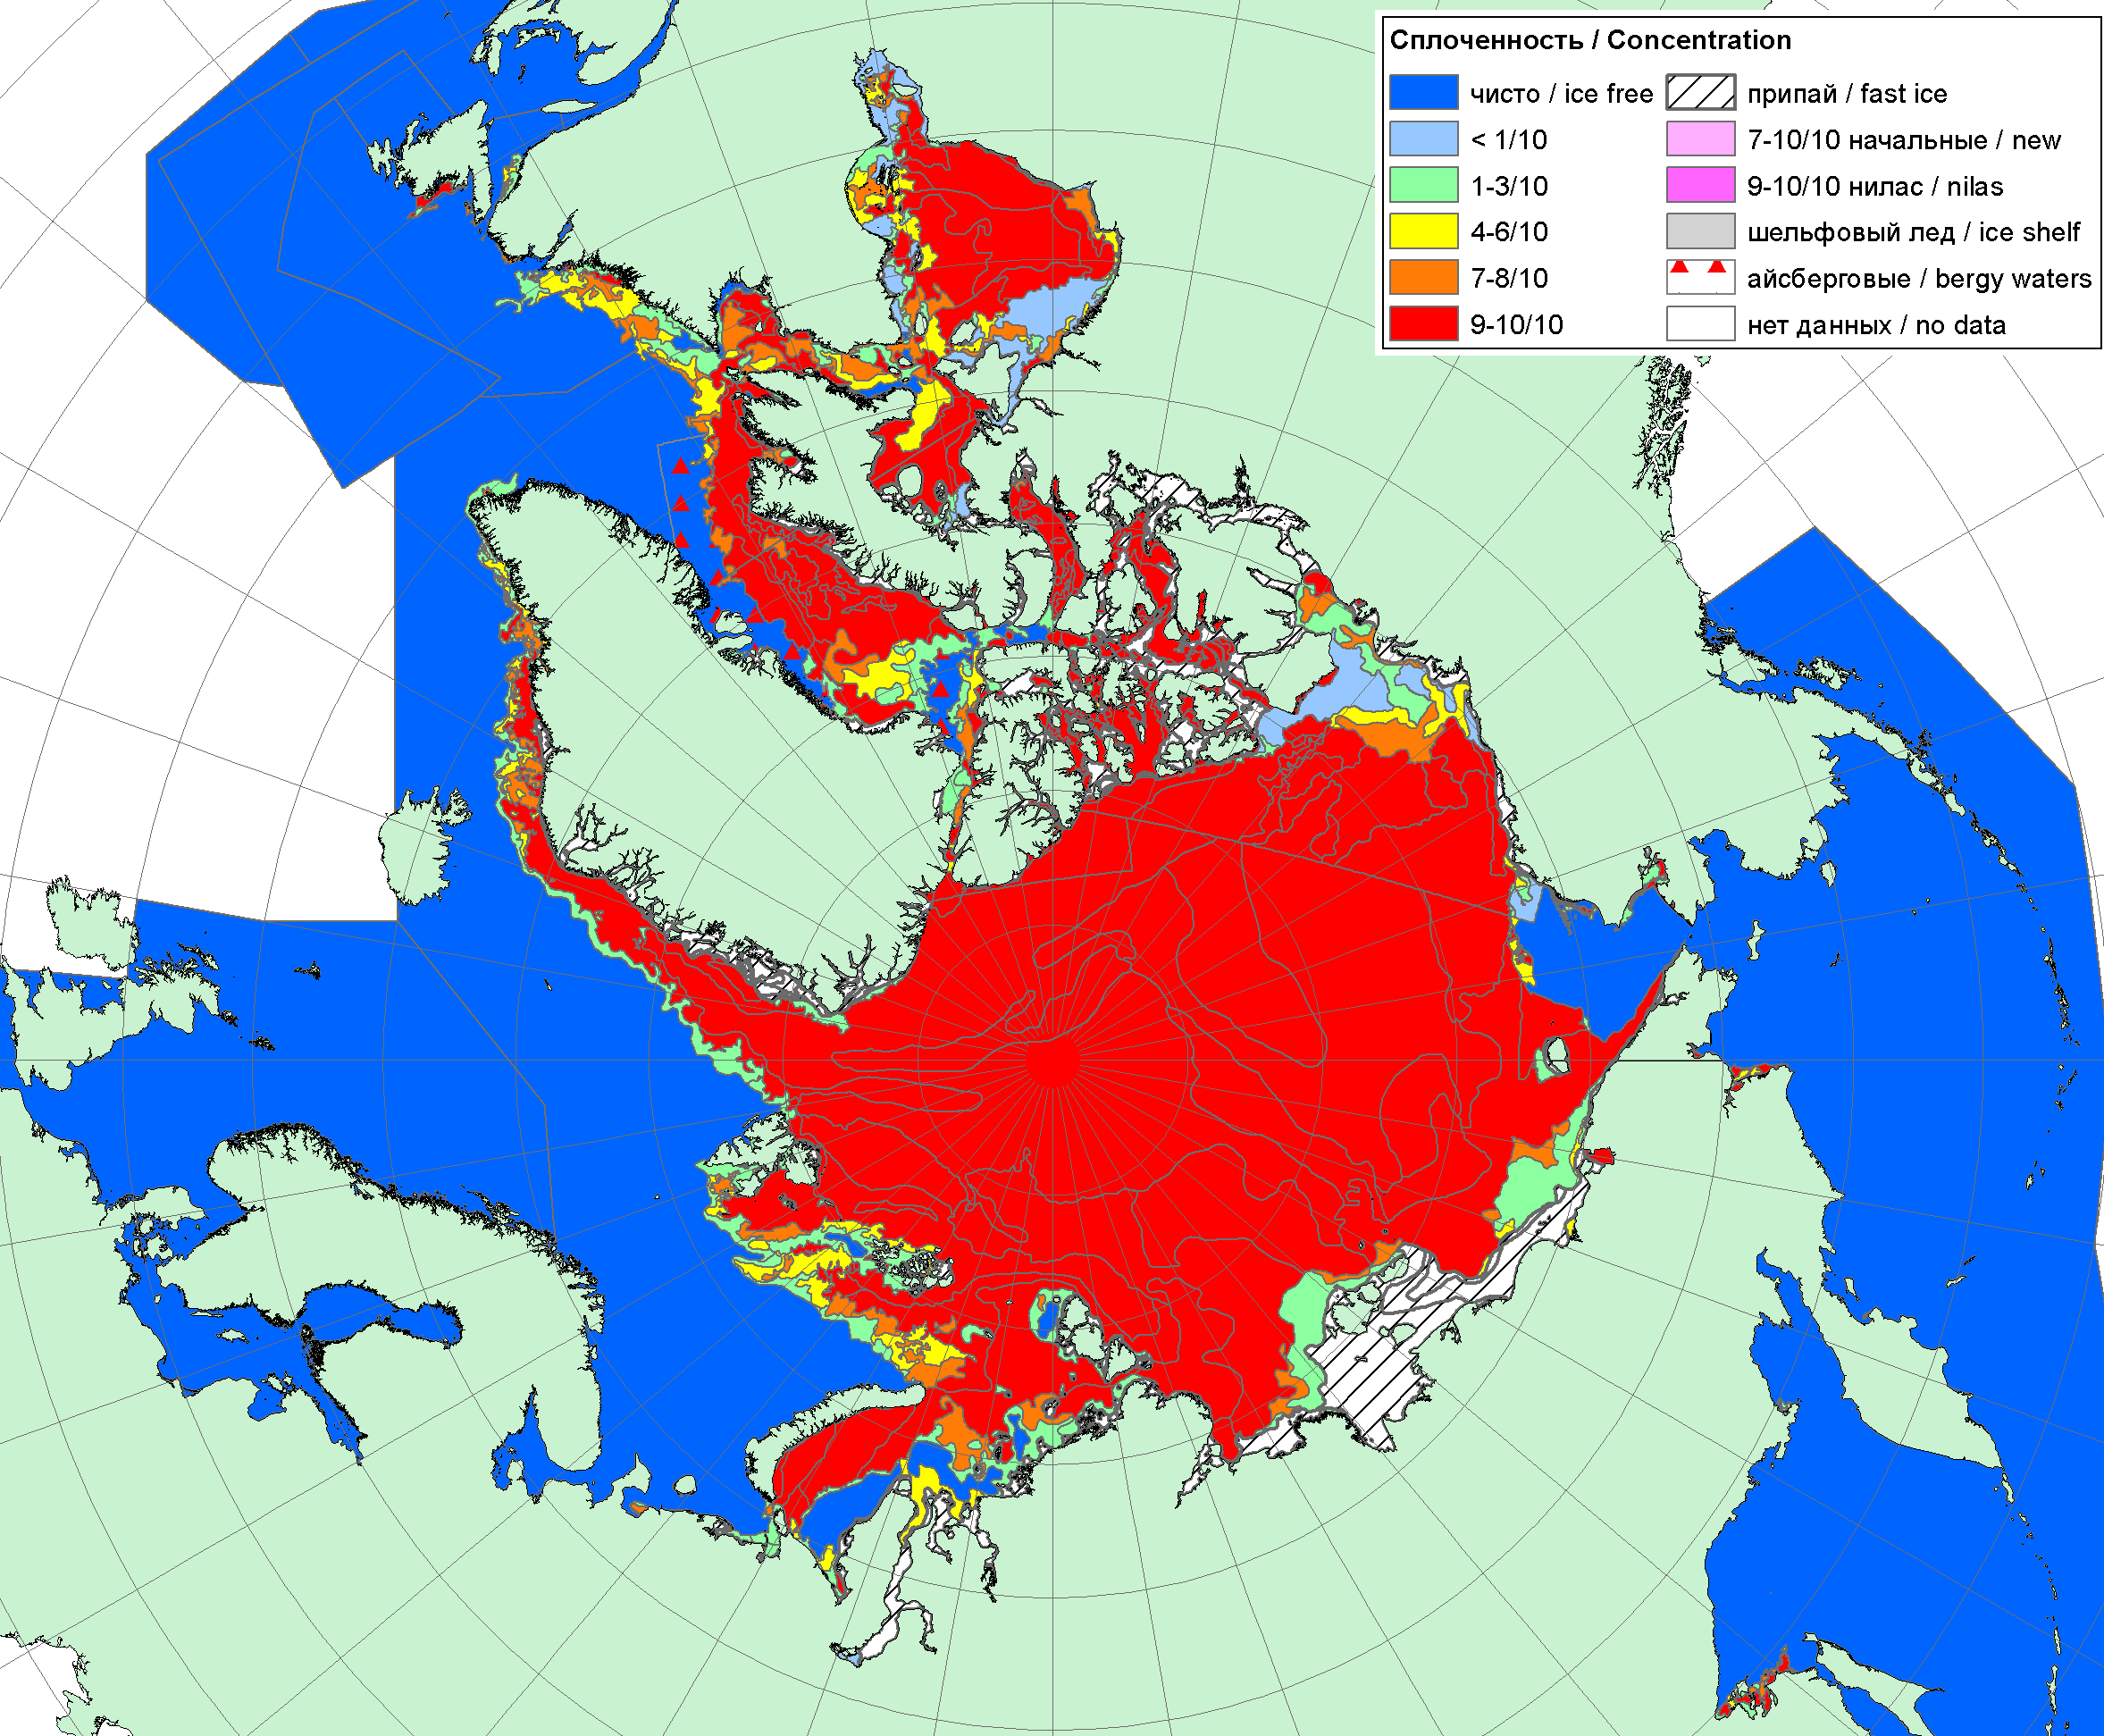 Сплоченность / Concentration
чисто / ice free
< 1/10
1-3/10
4-6/10
7-8/10
9-10/10
припай / fast ice
7-10/10 начальные / new
9-10/10 нилас / nilas
шельфовый лед / ice shelf
айсберговые / bergy waters
нет данных / no data